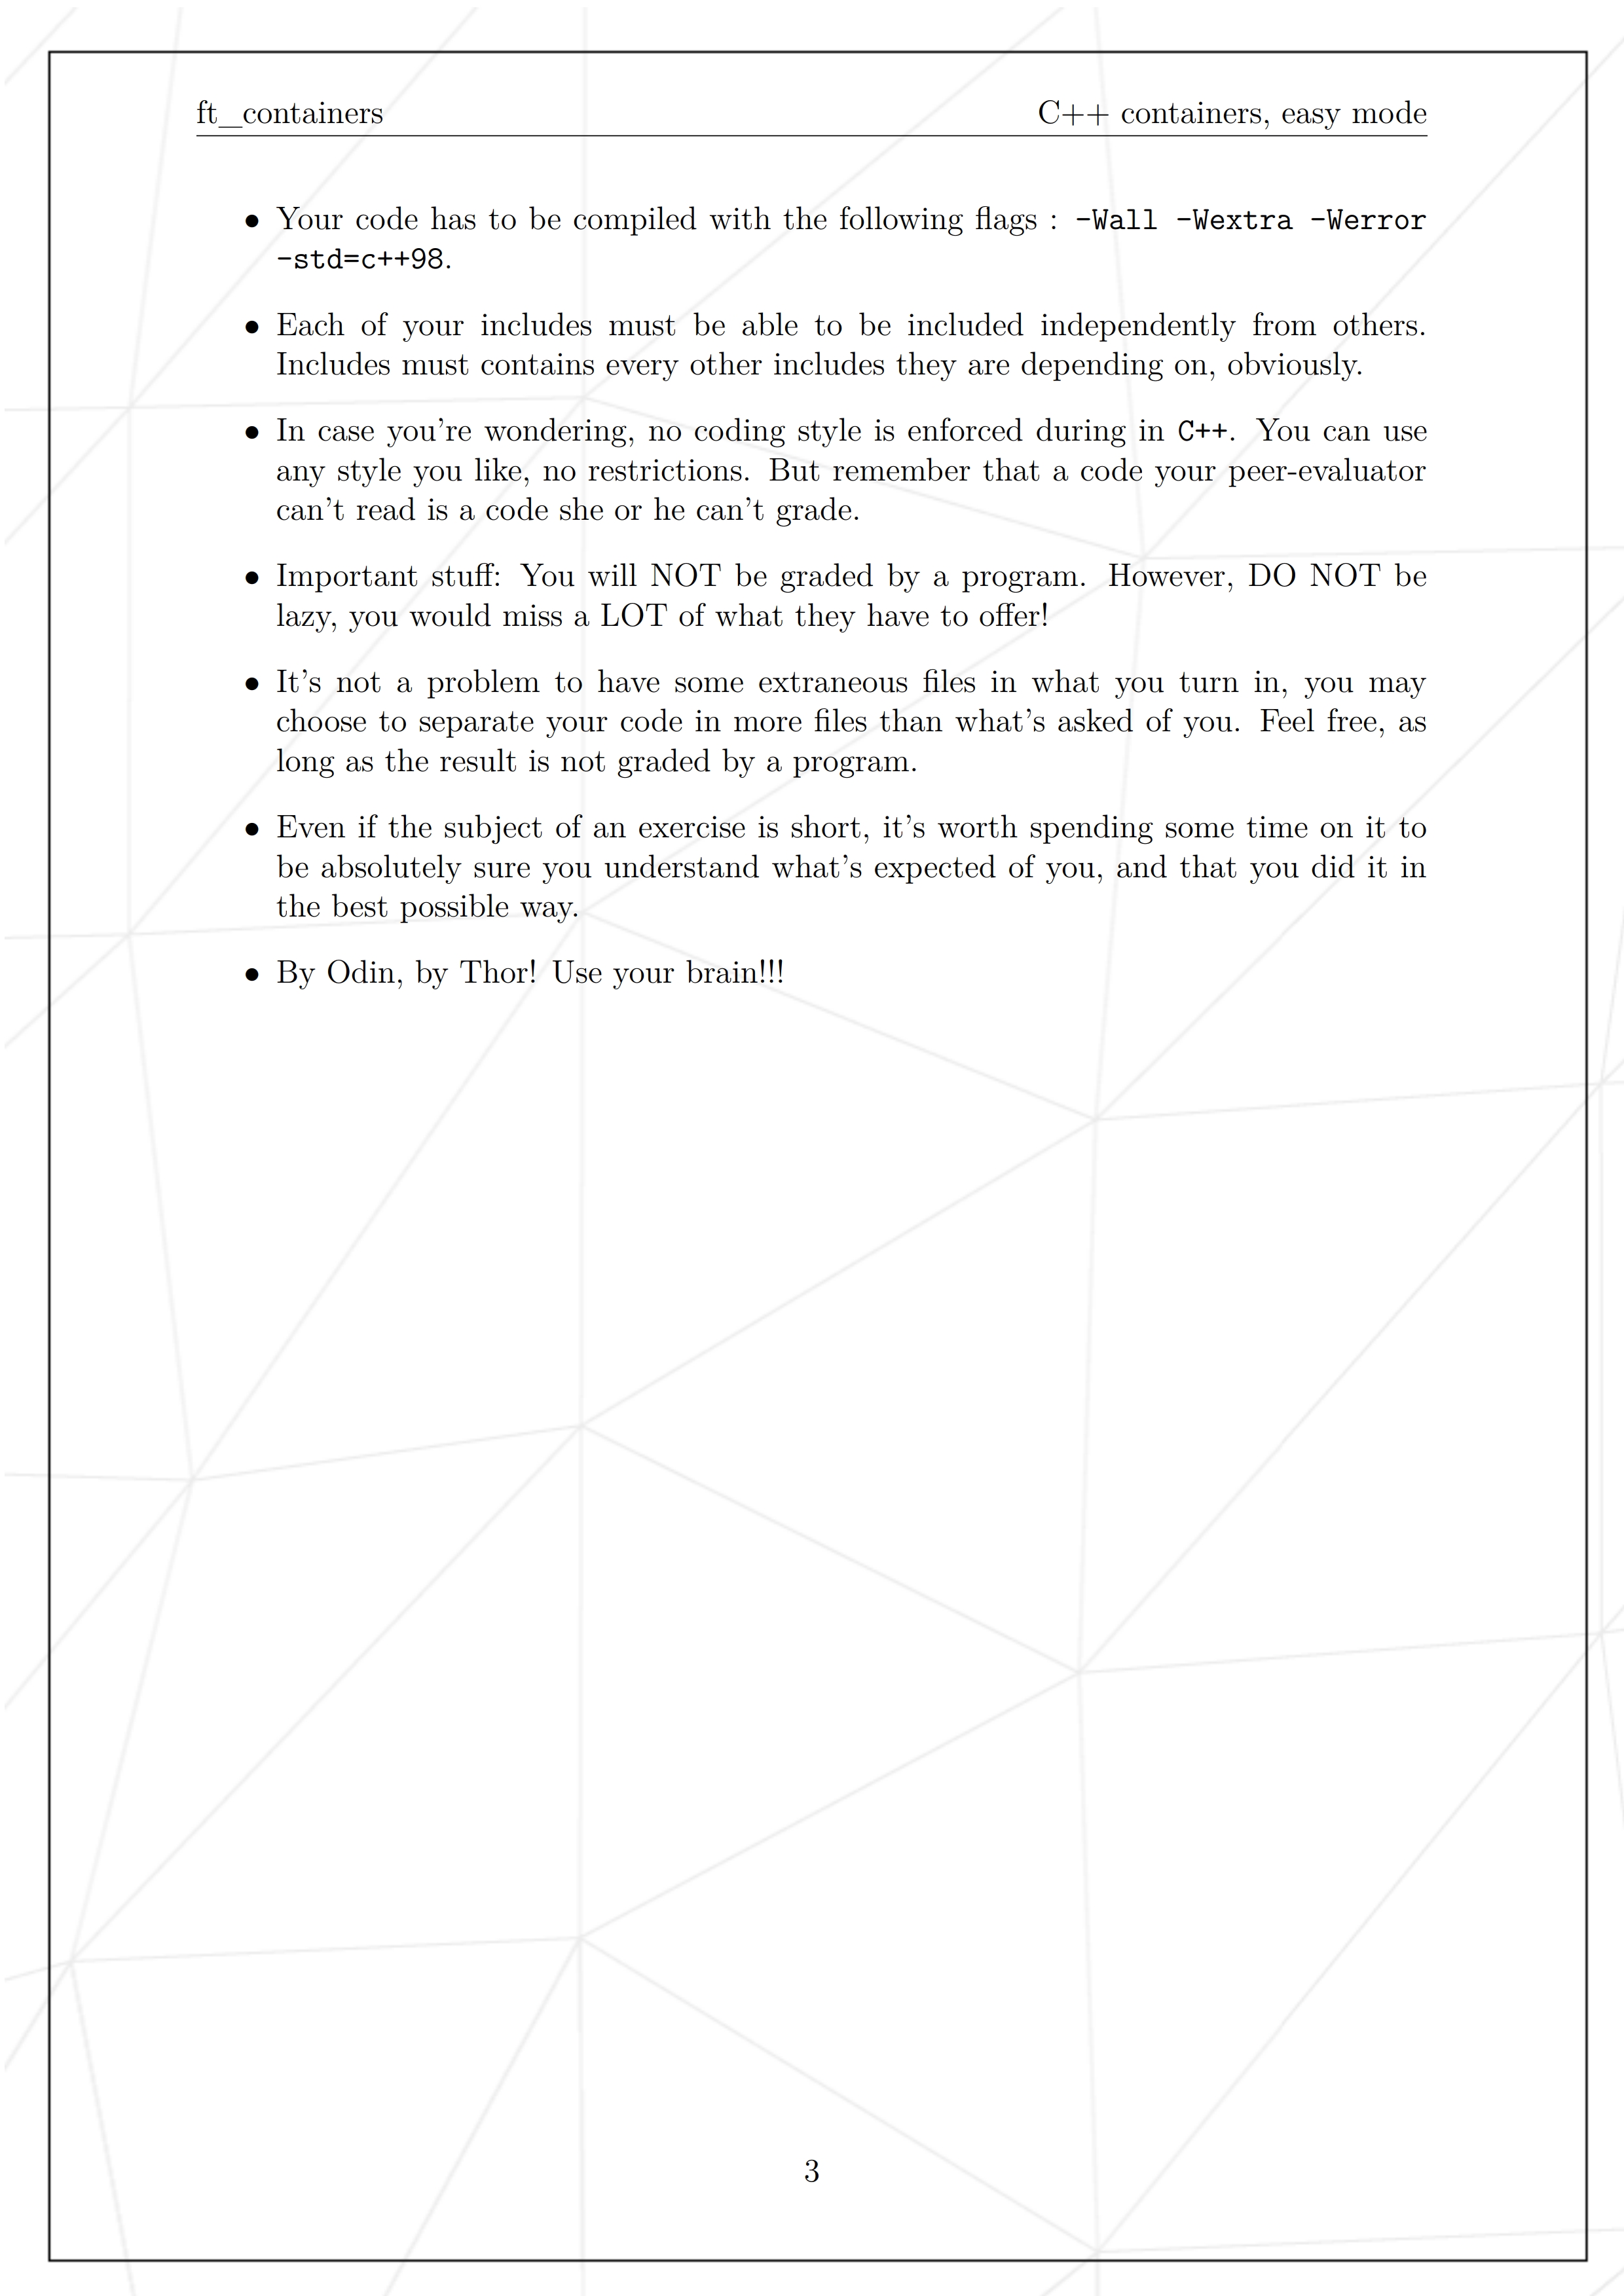 ft_containers
C++ containers, easy mode
• Your code has to be compiled with the following flags : -Wall -Wextra -Werror
-std=c++98.
• Each of your includes must be able to be included independently from others.
Includes must contains every other includes they are depending on, obviously.
• In case you're wondering, no coding style is enforced during in C++. You can use
any style you like, no restrictions. But remember that a code your peer-evaluator
can't read is a code she or he can't grade.
• Important stuff: You will NOT be graded by a program. However, DO NOT be
lazy, you would miss a LOT of what they have to offer!
• It's not a problem to have some extraneous files in what you turn in, you may
choose to separate your code in more files than what's asked of you. Feel free, as
long as the result is not graded by a program.
• Even if the subject of an exercise is short, it's worth spending some time on it to
be absolutely sure you understand what's expected of you, and that you did it in
the best possible way.
• By Odin, by Thor! Use your brain!!!
3